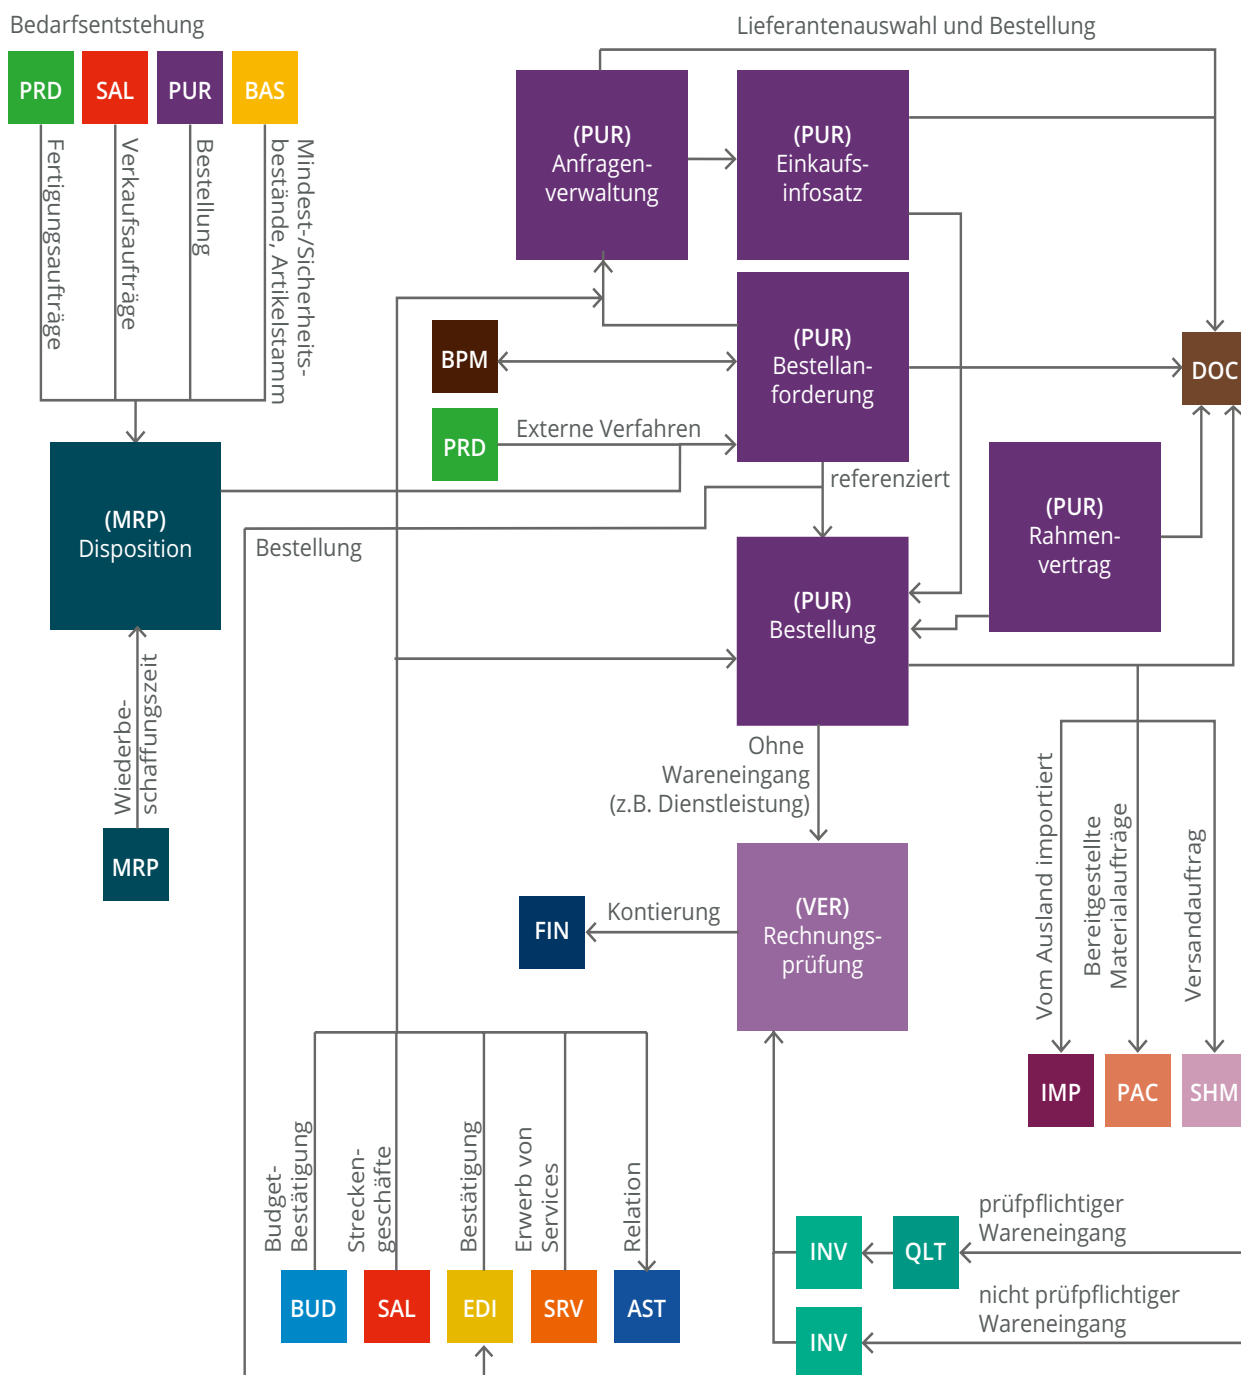 Bedarfsentstehung
Lieferantenauswahl und Bestellung
PRD
SAL
PUR
BAS
Fertigungsaufträge
Verkaufsaufträge
Bestellung
Mindest-/Sicherheits-
bestände, Artikelstamm
(PUR)
Anfragen-
verwaltung
(PUR)
Einkaufs-
infosatz
BPM
(PUR)
Bestellan-
forderung
DOC
PRD
Externe Verfahren
referenziert
(MRP)
Disposition
Bestellung
(PUR)
Rahmen-
vertrag
(PUR)
Bestellung
Wiederbe-
schaffungszeit
MRP
Ohne
Wareneingang
(z.B. Dienstleistung)
Vom Ausland importiert
Bereitgestellte
Materialaufträge
Versandauftrag
FIN
Kontierung
(VER)
Rechnungs-
prüfung
IMP
PAC
SHM
Budget-
Bestätigung
Strecken-
geschäfte
Bestätigung
Erwerb von
Services
Relation
BUD
SAL
EDI
SRV
AST
INV
QLT
prüfpflichtiger
Wareneingang
INV
nicht prüfpflichtiger
Wareneingang